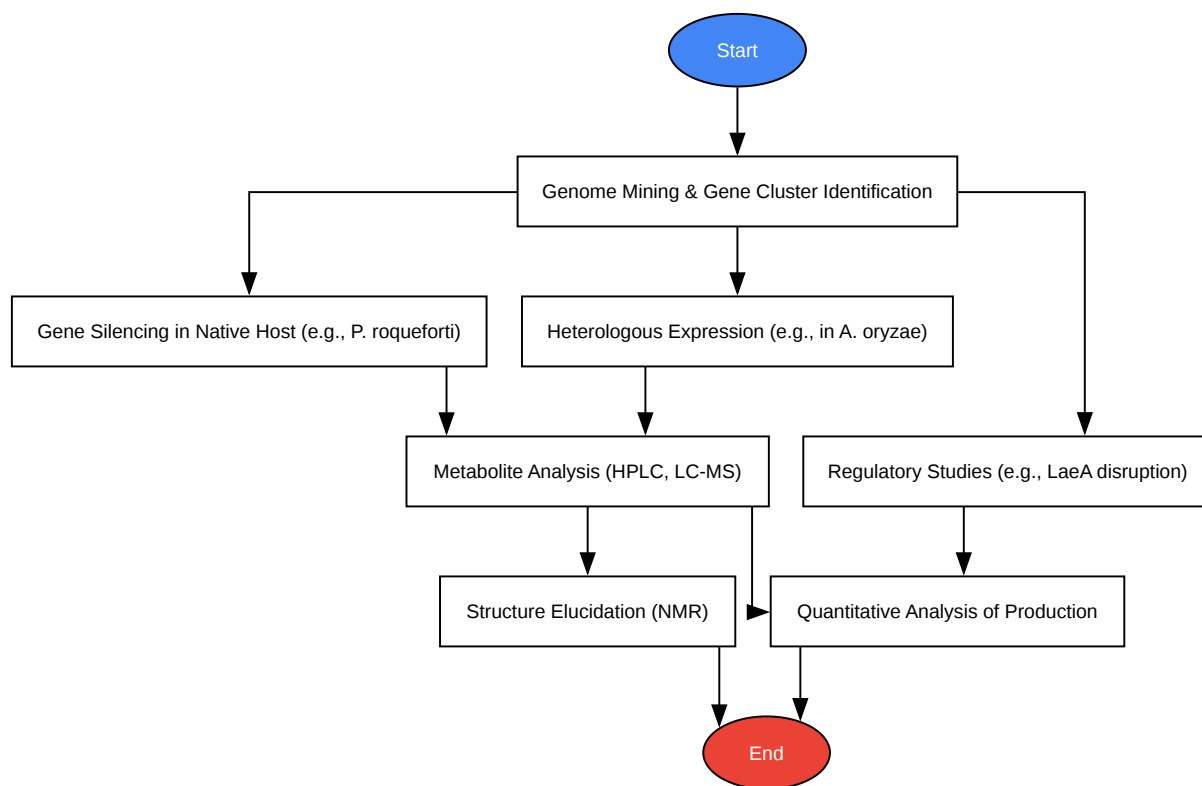 Start
Genome Mining & Gene Cluster Identification
Gene Silencing in Native Host (e.g., P. roqueforti)
Heterologous Expression (e.g., in A. oryzae)
Metabolite Analysis (HPLC, LC-MS)
Regulatory Studies (e.g., LaeA disruption)
Structure Elucidation (NMR)
Quantitative Analysis of Production
End